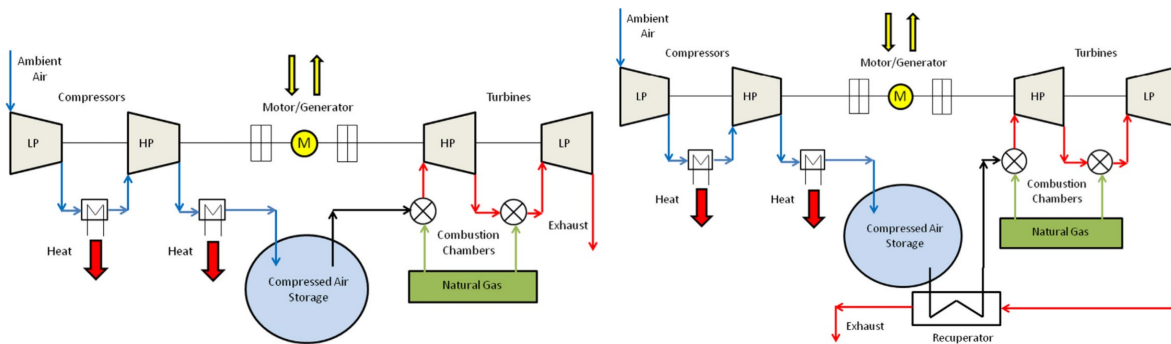 Ambient
Air
Compressors
Motor/Generator
Turbines
LP
HP
M
HP
LP
Heat
Heat
Combustion
Chambers
Exhaust
Compressed Air
Storage
Natural Gas
Ambient
Air
Compressors
Motor/Generator
Turbines
LP
HP
M
HP
LP
Heat
Heat
Combustion
Chambers
Compressed Air
Storage
Natural Gas
Exhaust
Recuperator